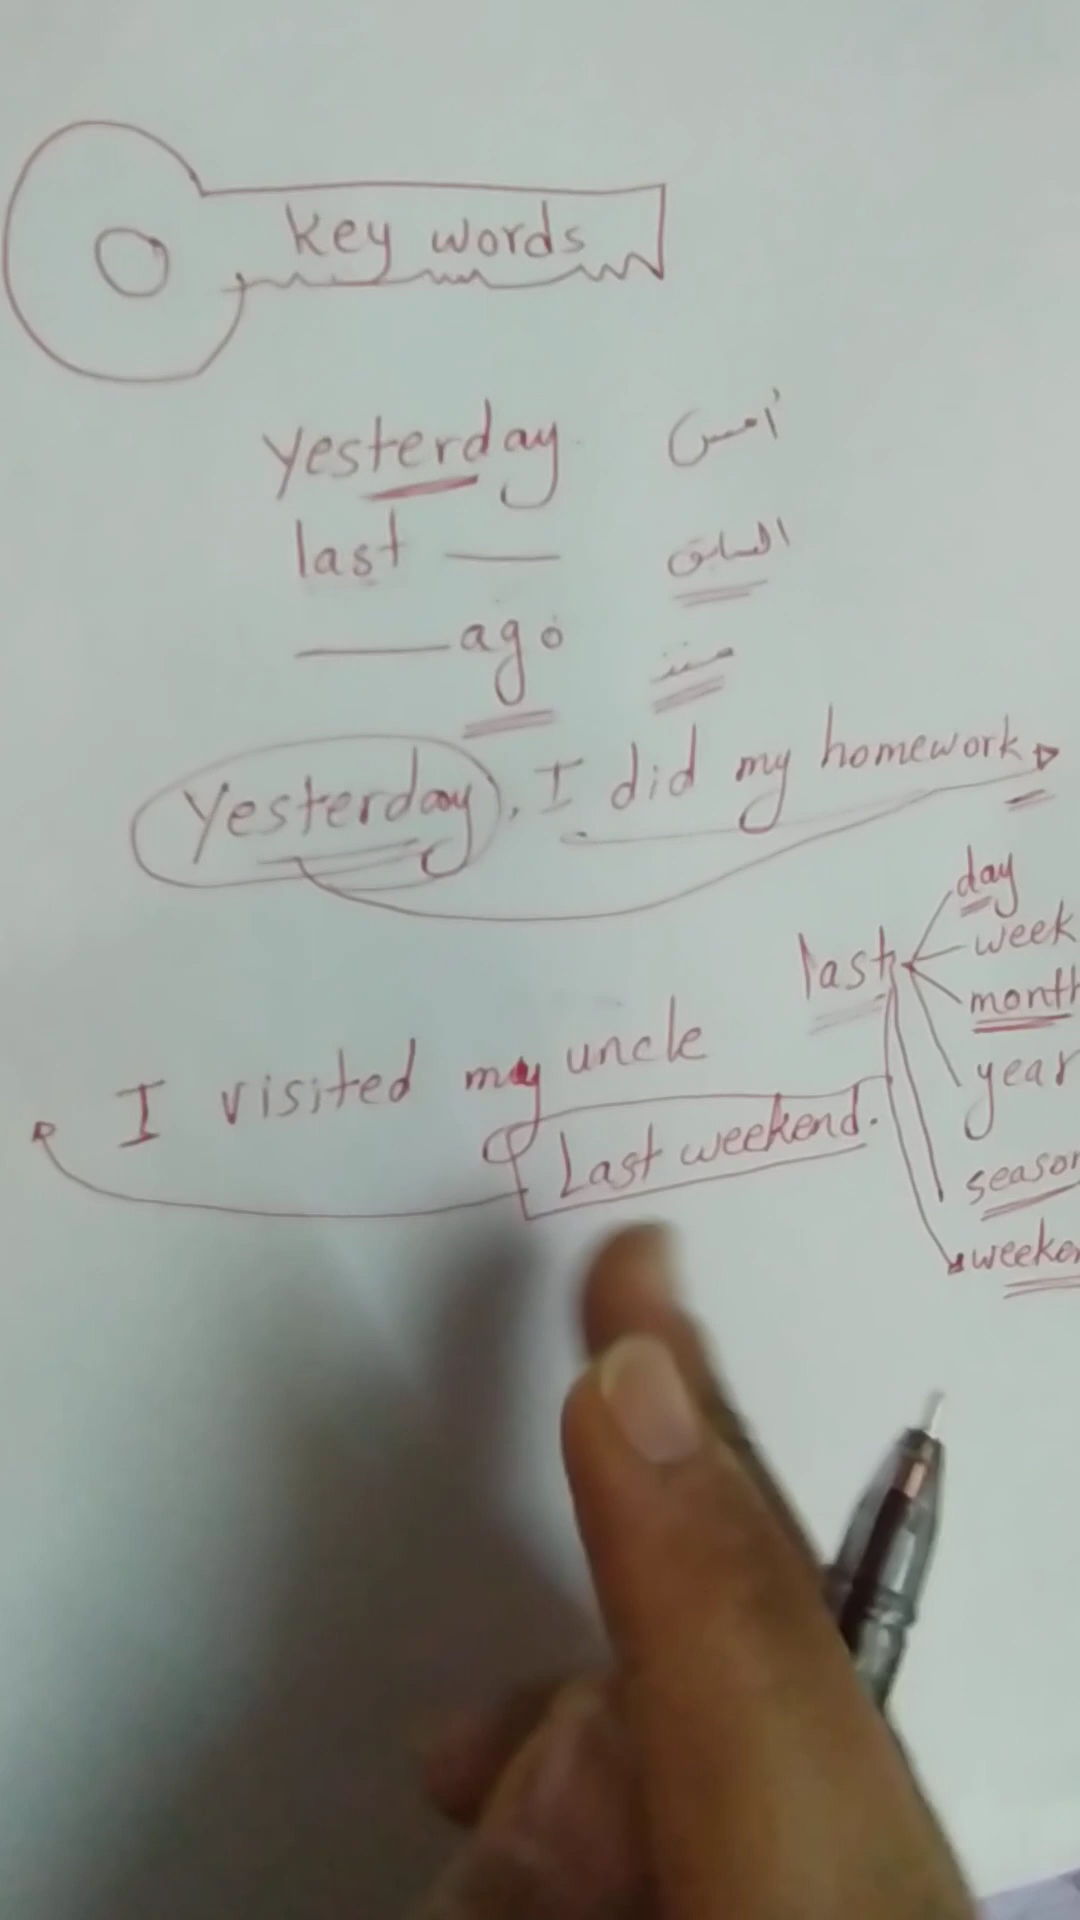 key words
yesterday أمس
last السابق
ago منذ
Yesterday, I did my homework
last
day
week
month
year
season
I visited my uncle
Last weekend.